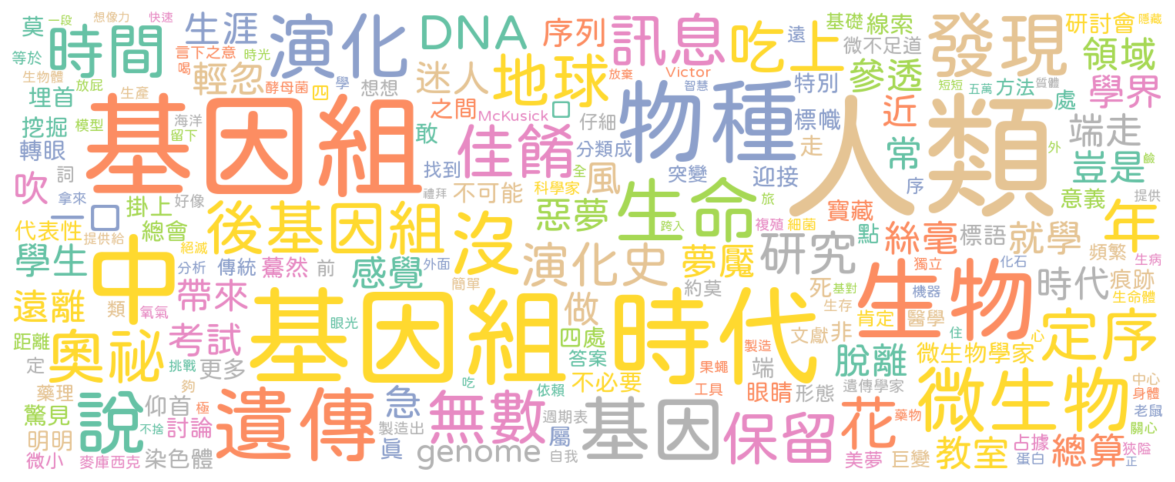 莫 一段 想像力 快速 生涯 演化 DNA 序列 訊息 吃上 遠 基礎 線索 發現 研討會 隱藏
等於 時間 言下之意 時光 微不足道 領域
生物體 放屁 輕忽 喝 酵母菌 四 學 想想 迷人 地球 放棄 Victor 智慧 特別 參透 短短 五萬 方法 質體 處 學界
埋首 生產 基因組 之間 McKusick 口 物種 標幟 近 人類 端走
挖掘 模型 海洋 留下 敢 佳餚 仔細 分類成 走 常 外 鹼
轉眼 找到 突變 迎接 豈是
詞 拿來 吹 好像 禮拜 不可能 科學家 全 風 序 意義 提供
一口 掛上 後基因組 沒 惡夢 生命 跨入 旅 複殖 細菌 寶藏 年
代表性 提供給 總會 演化史 夢魘 研究 點 絲毫 標語 就學 頻繁
學生 絕滅 中 分析 傳統 驀然 前 感覺 外面 簡單 獨立 化石 生病
遠離 類 氧氣 帶來 約莫 做 死 基對 生存 機器 時代 痕跡 生命體
距離 奧祕 考試 眼光 基因組時代 四處 製造 文獻 非 肯定 醫學 生物 住 心 定序
定 挑戰 更多 答案 果蠅 端 脫離 微生物學家
藥理 夠 吃 依賴 不必要 工具 眼睛 形態 遺傳學家 微生物 中心 身體
驚見 說 仰首 極 遺傳 急 無數 週期表 基因 保留 花 藥物 老鼠
明明 不捨 討論 製造出 屬 占據 關心
微小 麥庫西克 染色體 真 genome 自我 美夢 巨變 教室 蛋白 總算 狹隘 正